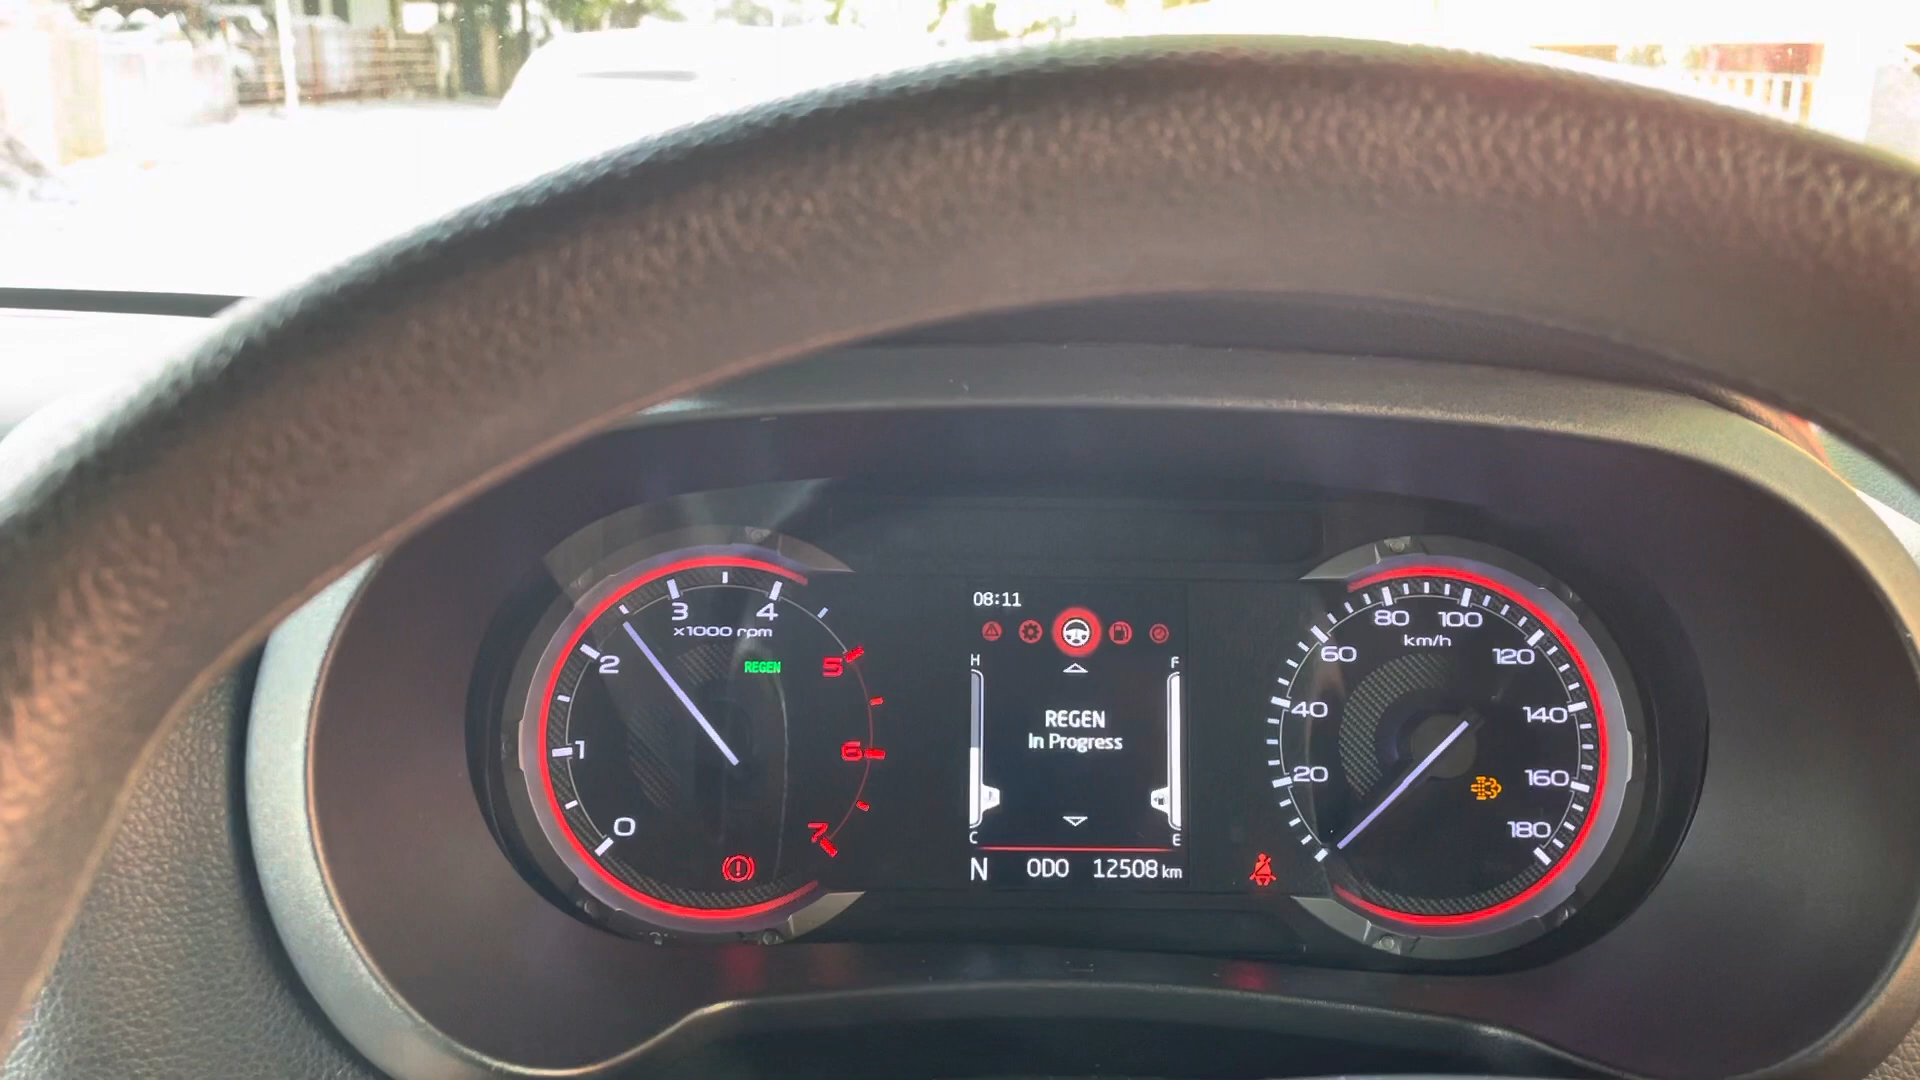 3 4
x1000 rpm
2 REGEN 5
1 6
0 7
08:11
H F
REGEN
In Progress
C E
N ODO 12508 km
80 100
km/h
60 120
40 140
20 160
180